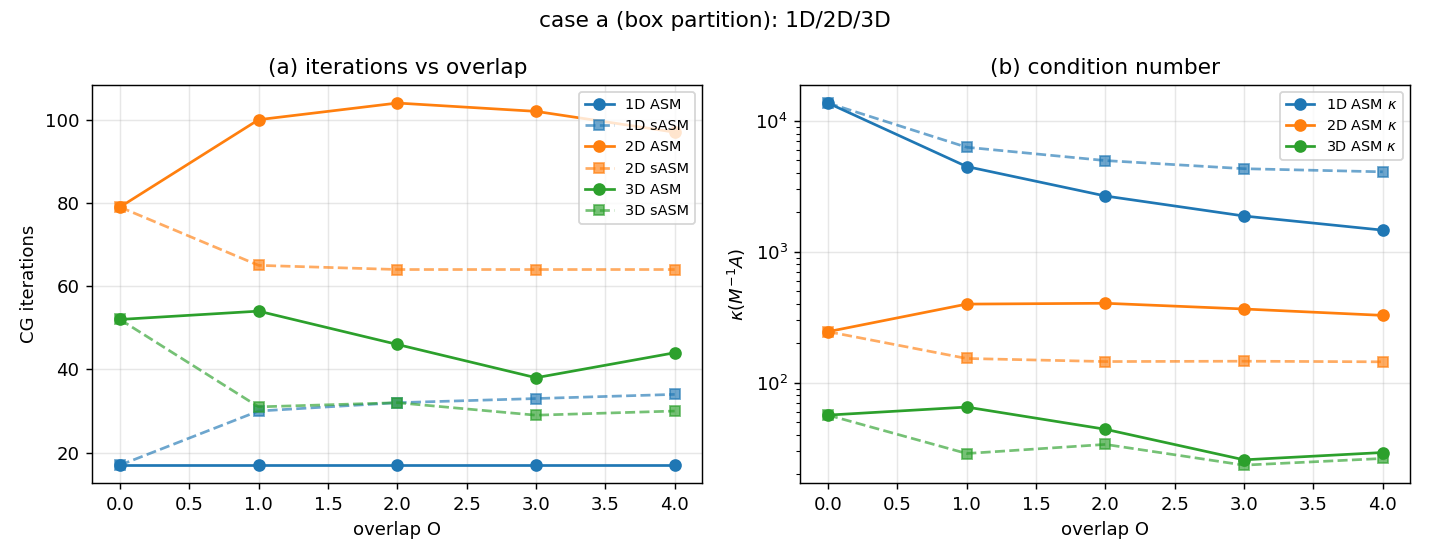 case a (box partition): 1D/2D/3D
(a) iterations vs overlap
CG iterations
100
80
60
40
20
0.0 0.5 1.0 1.5 2.0 2.5 3.0 3.5 4.0
overlap O
1D ASM
1D sASM
2D ASM
2D sASM
3D ASM
3D sASM
(b) condition number
κ(M⁻¹A)
10⁴
10³
10²
0.0 0.5 1.0 1.5 2.0 2.5 3.0 3.5 4.0
overlap O
1D ASM κ
2D ASM κ
3D ASM κ